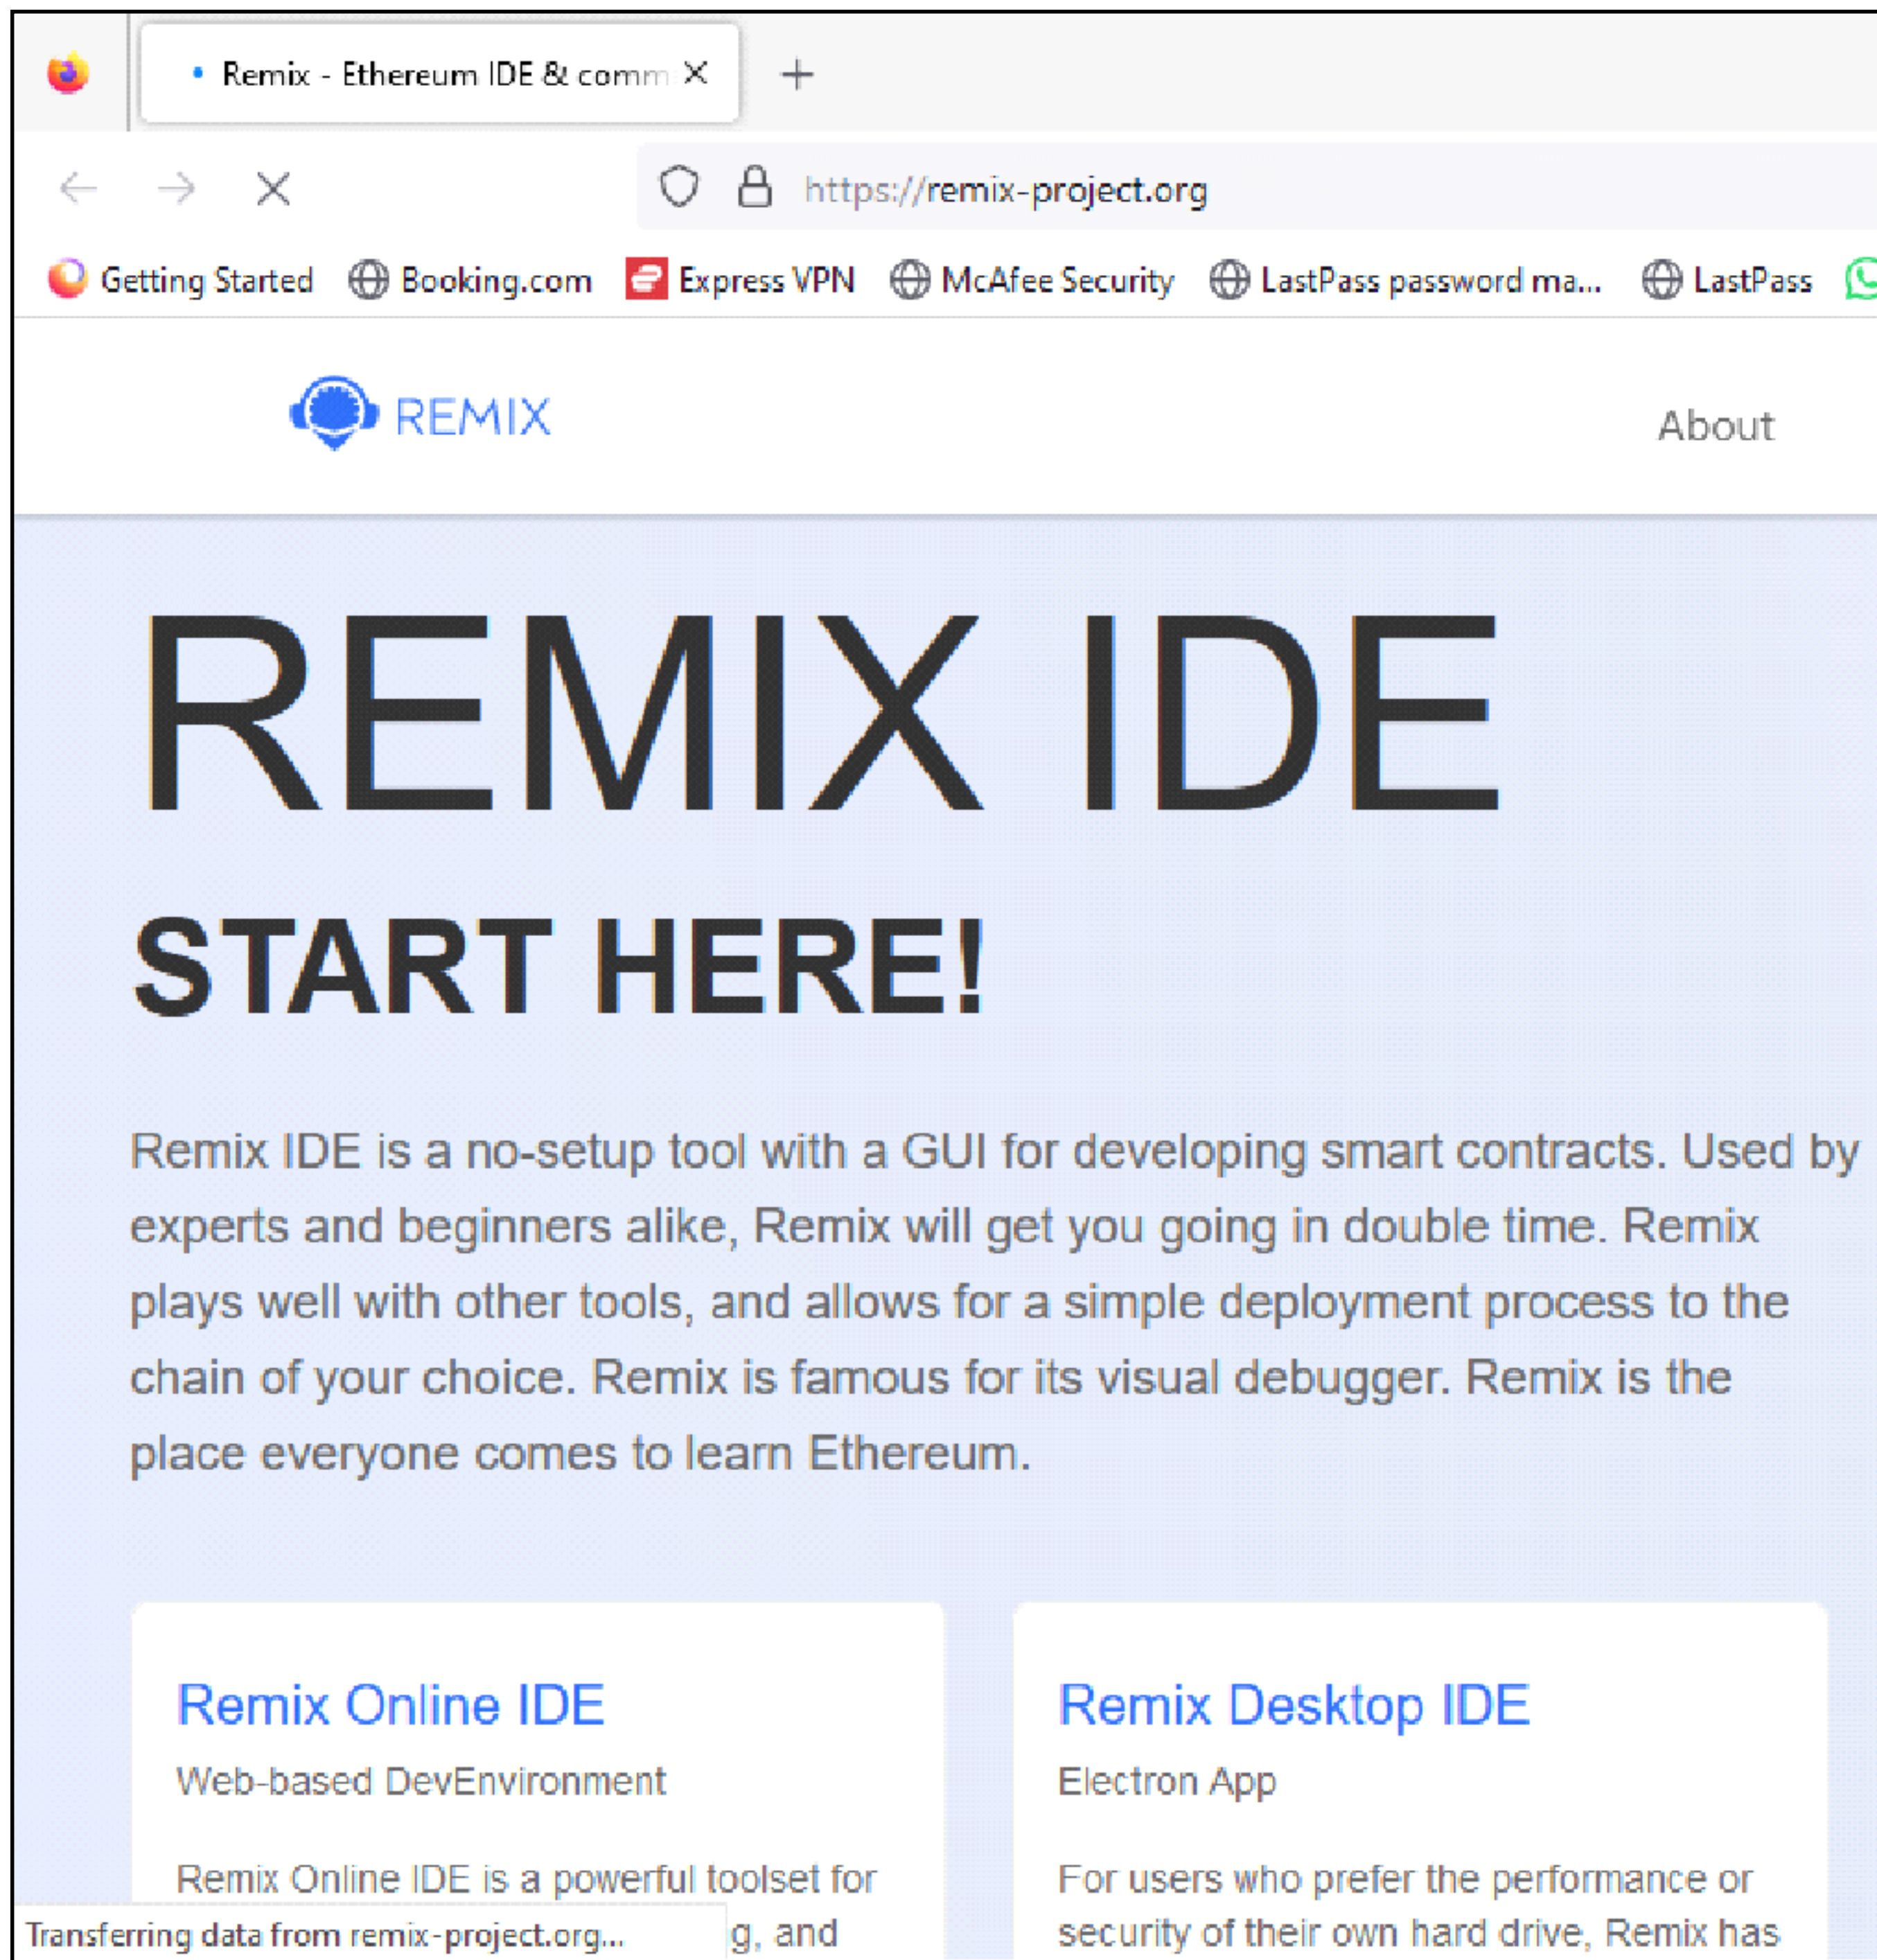 Remix - Ethereum IDE & comm
https://remix-project.org
Getting Started Booking.com Express VPN McAfee Security LastPass password ma... LastPass
REMIX
About
REMIX IDE
START HERE!
Remix IDE is a no-setup tool with a GUI for developing smart contracts. Used by
experts and beginners alike, Remix will get you going in double time. Remix
plays well with other tools, and allows for a simple deployment process to the
chain of your choice. Remix is famous for its visual debugger. Remix is the
place everyone comes to learn Ethereum.
Remix Online IDE
Web-based DevEnvironment
Remix Online IDE is a powerful toolset for
g, and
Remix Desktop IDE
Electron App
For users who prefer the performance or
security of their own hard drive, Remix has
Transferring data from remix-project.org...